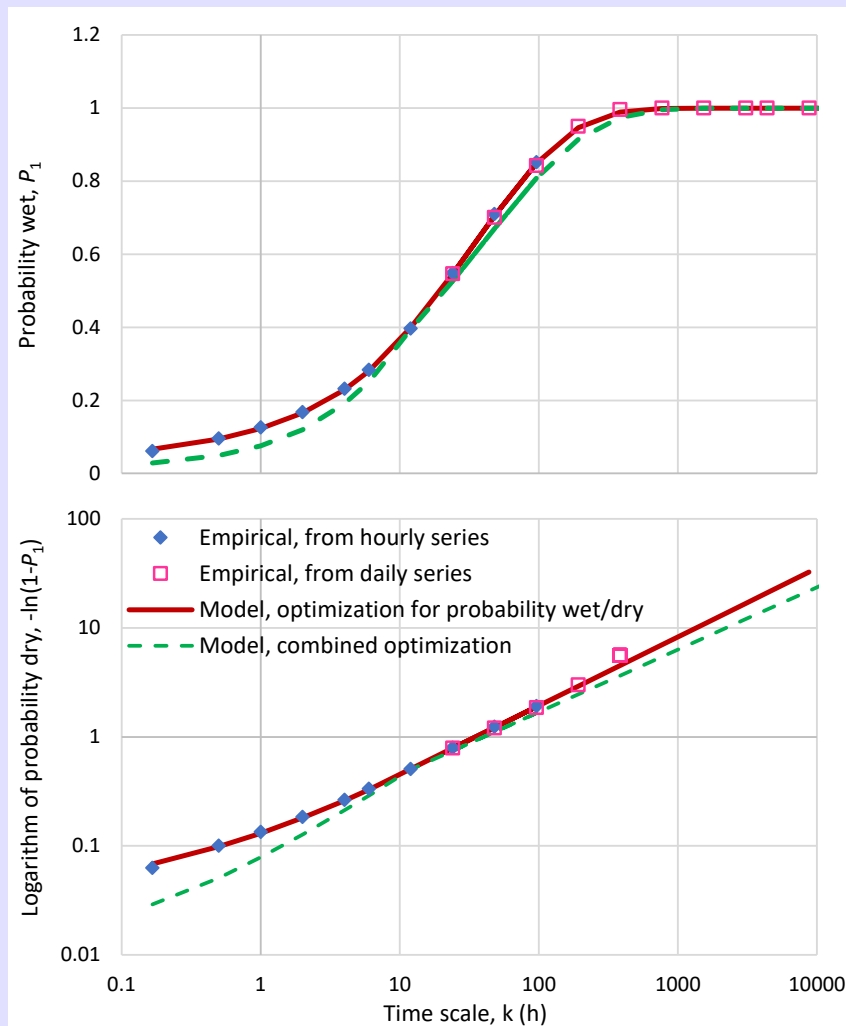 1.2
1
0.8
0.6
0.4
0.2
0
Probability wet, P₁
100
10
1
0.1
0.01
Logarithm of probability dry, -ln(1-P₁)
Empirical, from hourly series
Empirical, from daily series
Model, optimization for probability wet/dry
Model, combined optimization
0.1 1 10 100 1000 10000
Time scale, k (h)